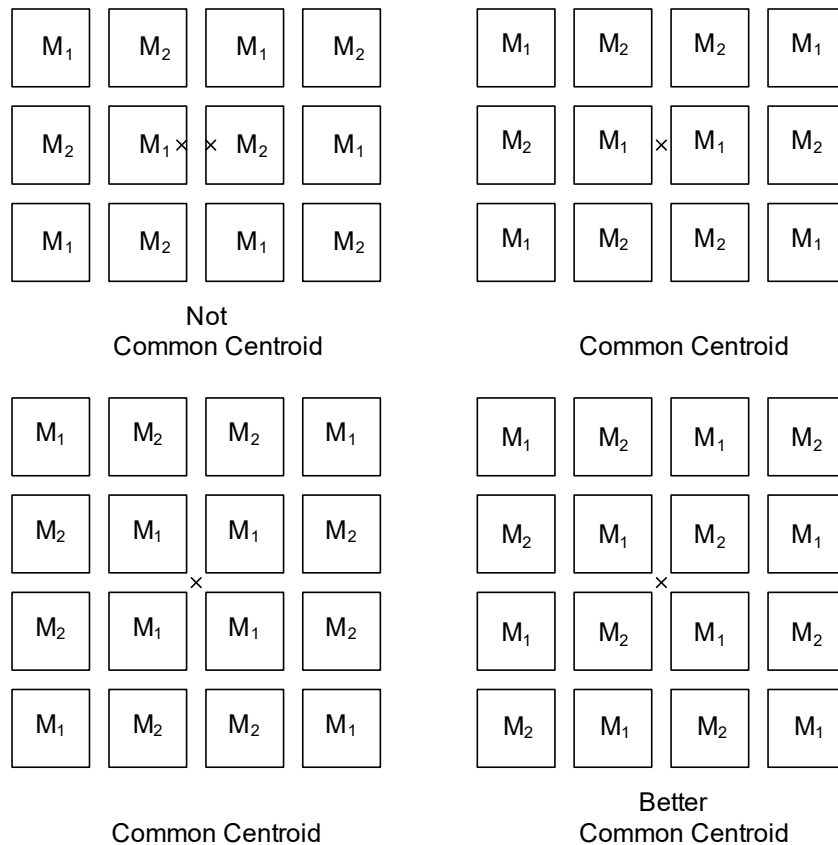 M₁ M₂ M₁ M₂ M₁ M₂ M₂ M₁
M₂ M₁ × × M₂ M₁ M₂ M₁ × M₁ M₂
M₁ M₂ M₁ M₂ M₁ M₂ M₂ M₁
Not
Common Centroid Common Centroid
M₁ M₂ M₂ M₁ M₁ M₂ M₁ M₂
M₂ M₁ M₁ M₂ M₂ M₁ M₂ M₁
× ×
M₂ M₁ M₁ M₂ M₁ M₂ M₁ M₂
M₁ M₂ M₂ M₁ M₂ M₁ M₂ M₁
Better
Common Centroid Common Centroid